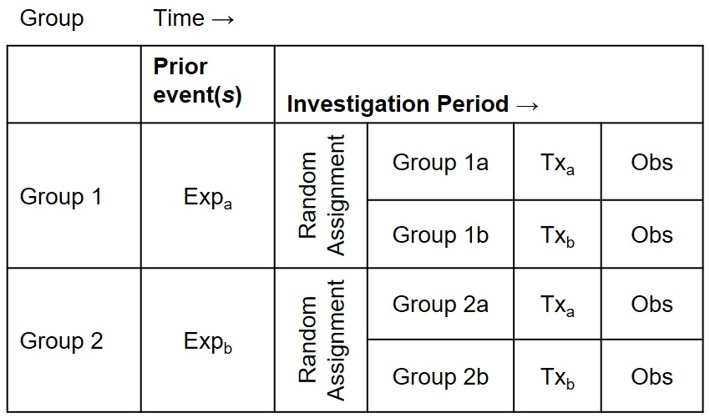 Group Time →
Prior
event(s)
Investigation Period →
Group 1
Expa
Random
Assignment
Group 1a
Txa
Obs
Group 1b
Txb
Obs
Group 2
Expb
Random
Assignment
Group 2a
Txa
Obs
Group 2b
Txb
Obs